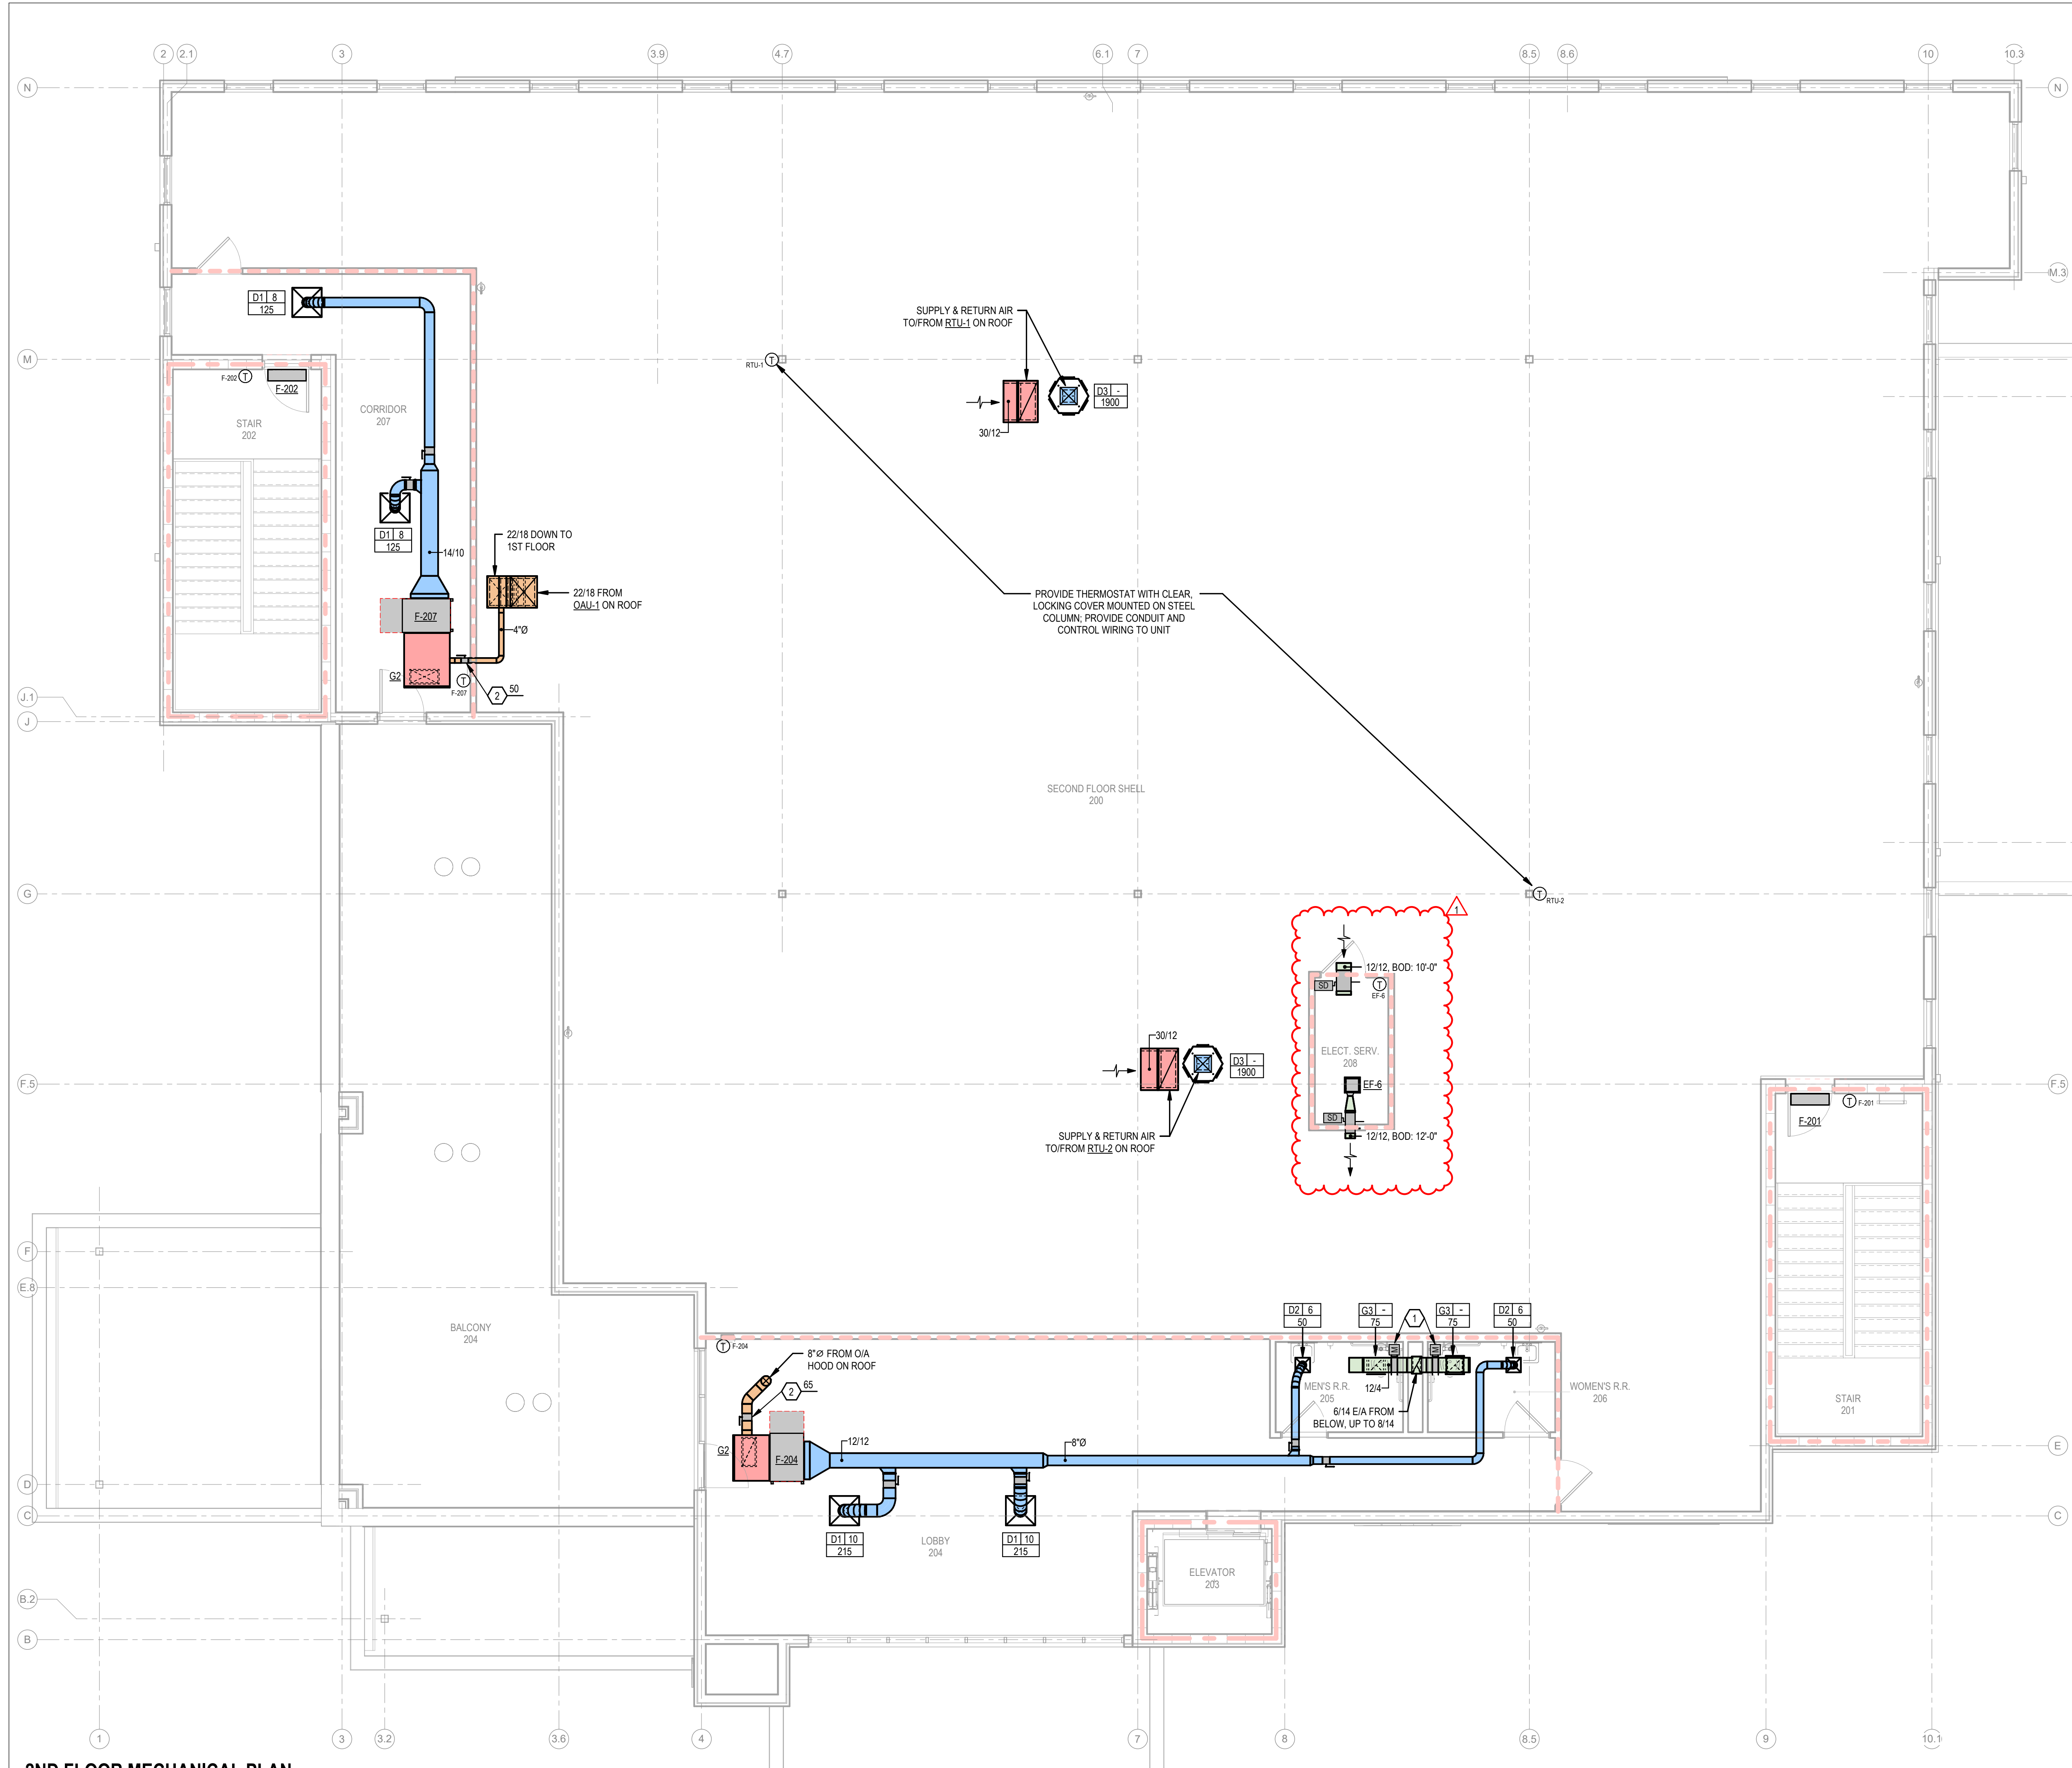 2
2.1
3
3.9
4.7
6.1
7
8.5
8.6
10
10.3
N
N
M.3
D1 8
125
SUPPLY & RETURN AIR
TO/FROM RTU-1 ON ROOF
M
RTU-1
T
F-202
T
F-202
D3 -
1900
30/12
CORRIDOR
207
STAIR
202
D1 8
125
14/10
22/18 DOWN TO
1ST FLOOR
22/18 FROM
OAU-1 ON ROOF
F-207
4"Ø
PROVIDE THERMOSTAT WITH CLEAR,
LOCKING COVER MOUNTED ON STEEL
COLUMN; PROVIDE CONDUIT AND
CONTROL WIRING TO UNIT
G2
T
F-207
2
50
J.1
J
SECOND FLOOR SHELL
200
G
T
RTU-2
1
12/12, BOD: 10'-0"
SD
T
EF-6
30/12
ELECT. SERV.
208
D3 -
1900
EF-6
F.5
F.5
SD
12/12, BOD: 12'-0"
SUPPLY & RETURN AIR
TO/FROM RTU-2 ON ROOF
T
F-201
F-201
F
E.8
BALCONY
204
D2 6
50
G3 -
75
1
G3 -
75
D2 6
50
T
F-204
8"Ø FROM O/A
HOOD ON ROOF
2
65
M
M
12/4
MEN'S R.R.
205
WOMEN'S R.R.
206
6/14 E/A FROM
BELOW, UP TO 8/14
STAIR
201
G2
F-204
12/12
8"Ø
E
D
C
C
D1 10
215
D1 10
215
LOBBY
204
ELEVATOR
203
B.2
B
1
3
3.2
3.6
4
7
8
8.5
9
10.1
2ND FLOOR MECHANICAL PLAN